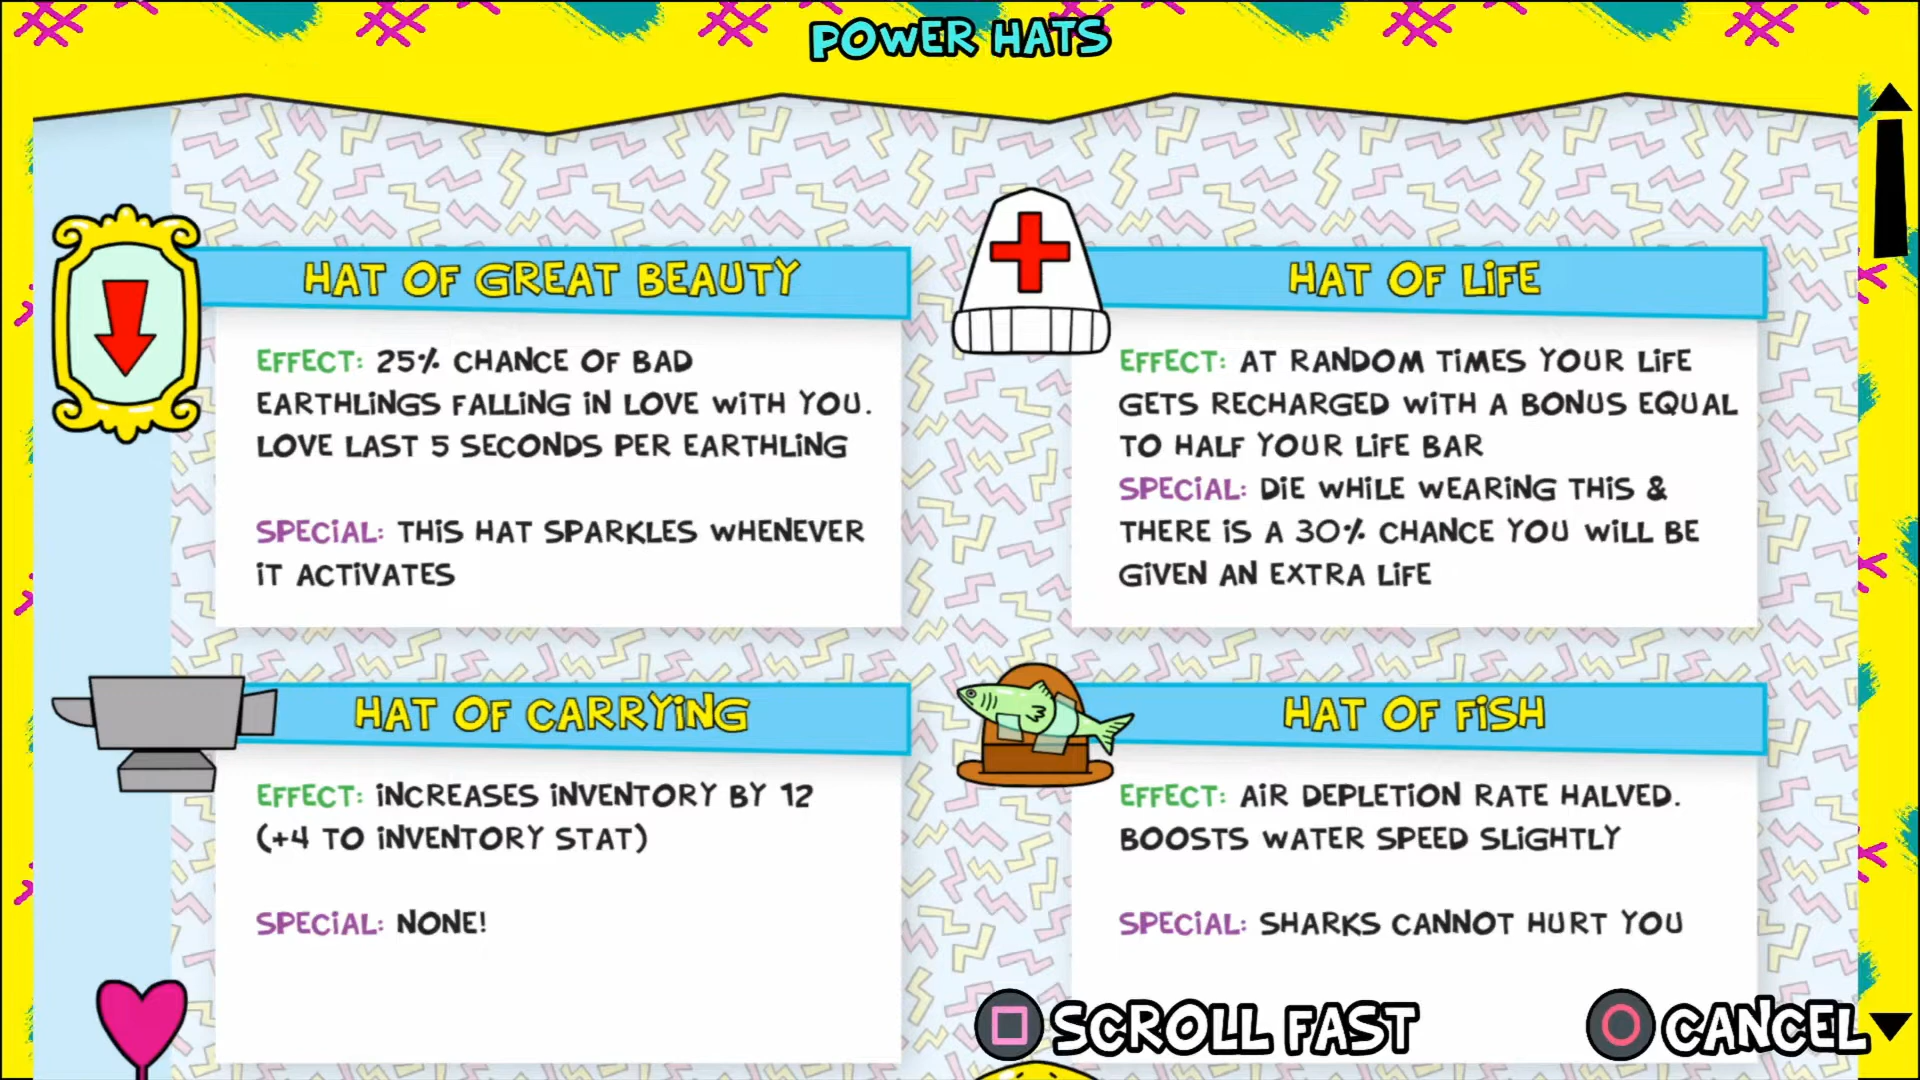 POWER HATS
HAT OF GREAT BEAUTY
EFFECT: 25% CHANCE OF BAD
EARTHLINGS FALLING IN LOVE WITH YOU.
LOVE LAST 5 SECONDS PER EARTHLING
SPECIAL: THIS HAT SPARKLES WHENEVER
IT ACTIVATES
HAT OF LIFE
EFFECT: AT RANDOM TIMES YOUR LIFE
GETS RECHARGED WITH A BONUS EQUAL
TO HALF YOUR LIFE BAR
SPECIAL: DIE WHILE WEARING THIS &
THERE IS A 30% CHANCE YOU WILL BE
GIVEN AN EXTRA LIFE
HAT OF CARRYING
EFFECT: INCREASES INVENTORY BY 12
(+4 TO INVENTORY STAT)
SPECIAL: NONE!
HAT OF FISH
EFFECT: AIR DEPLETION RATE HALVED.
BOOSTS WATER SPEED SLIGHTLY
SPECIAL: SHARKS CANNOT HURT YOU
SCROLL FAST
CANCEL